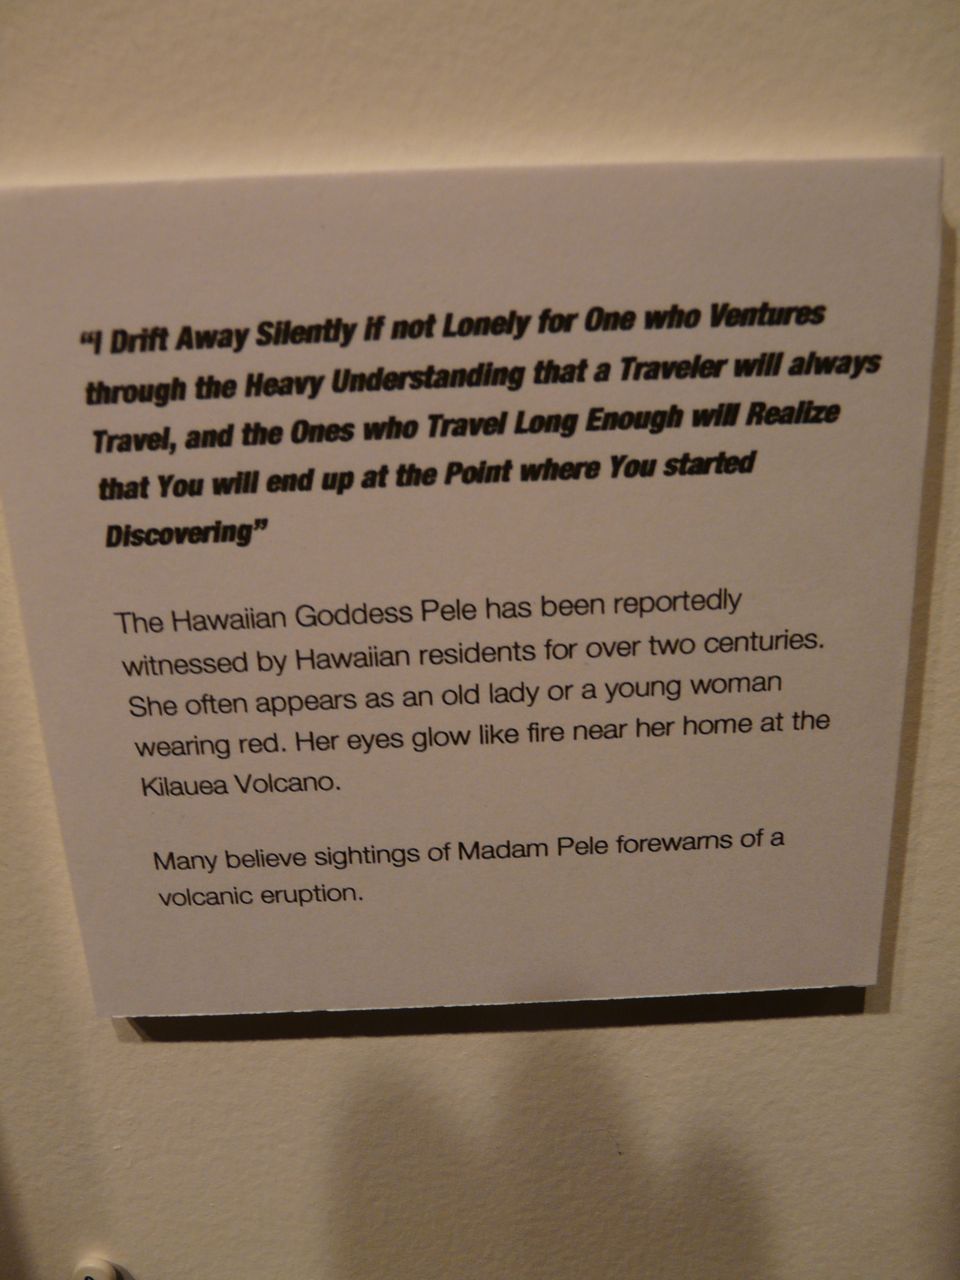 "I Drift Away Silently if not Lonely for One who Ventures
through the Heavy Understanding that a Traveler will always
Travel, and the Ones who Travel Long Enough will Realize
that You will end up at the Point where You started
Discovering"
The Hawaiian Goddess Pele has been reportedly
witnessed by Hawaiian residents for over two centuries.
She often appears as an old lady or a young woman
wearing red. Her eyes glow like fire near her home at the
Kilauea Volcano.
Many believe sightings of Madam Pele forewarns of a
volcanic eruption.